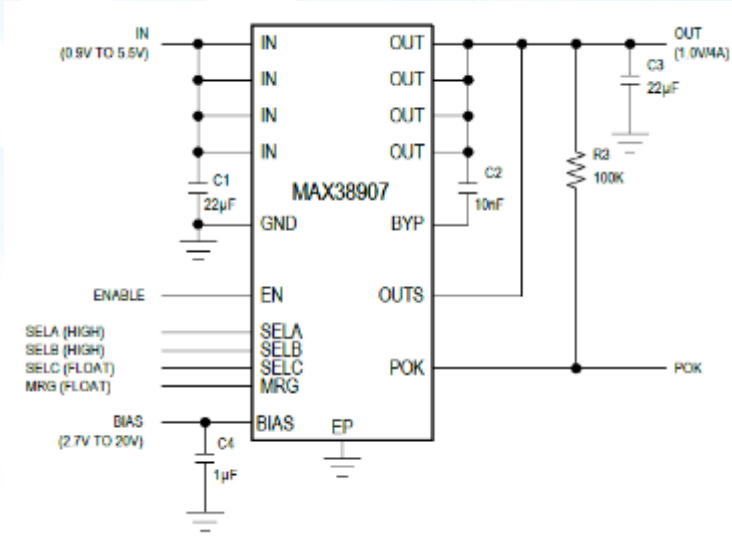 IN
(0.9V TO 5.5V)
IN
OUT
OUT
(1.0V/4A)
IN
OUT
C3
22µF
IN
OUT
IN
OUT
R3
100K
C1
22µF
MAX38907
C2
10nF
GND
BYP
ENABLE
EN
OUTS
SELA (HIGH)
SELA
SELB (HIGH)
SELB
SELC (FLOAT)
SELC
POK
POK
MRG (FLOAT)
MRG
BIAS
(2.7V TO 20V)
BIAS
EP
C4
1µF